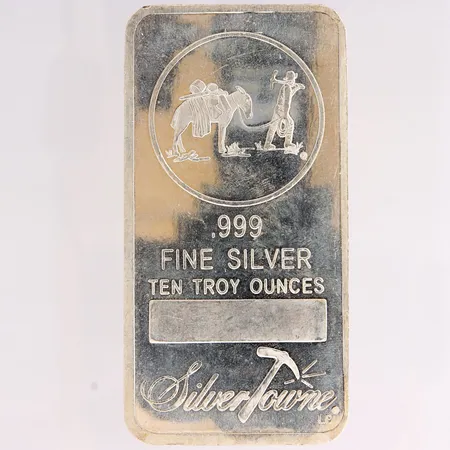 .999
FINE SILVER
TEN TROY OUNCES
SilverTowne